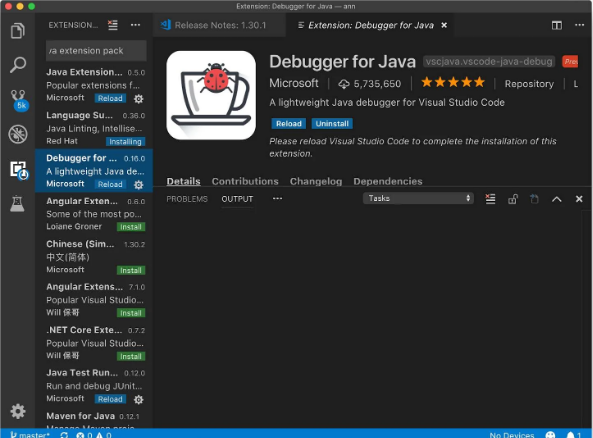 Extension: Debugger for Java — ann
EXTENSION...
Release Notes: 1.30.1
Extension: Debugger for Java
va extension pack
Java Extension... 0.5.0
Popular extensions f...
Microsoft Reload
Language Su... 0.36.0
Java Linting, Intellise...
Red Hat Installing
Debugger for ... 0.16.0
A lightweight Java de...
Microsoft Reload
Angular Exten... 0.6.0
Some of the most po...
Loiane Groner Install
Chinese (Sim... 1.30.2
中文(简体)
Microsoft Install
Angular Extens... 7.1.0
Popular Visual Studio...
Will 保哥 Install
.NET Core Exte... 0.7.2
Popular Visual Studio...
Will 保哥 Install
Java Test Run... 0.12.0
Run and debug JUnit...
Microsoft Reload
Maven for Java 0.12.1
5k
Debugger for Java vscjava.vscode-java-debug
Microsoft 5,735,650 Repository
A lightweight Java debugger for Visual Studio Code
Reload Uninstall
Please reload Visual Studio Code to complete the installation of this
extension.
Details Contributions Changelog Dependencies
PROBLEMS OUTPUT ... Tasks
master* 0 0 No Devices 1